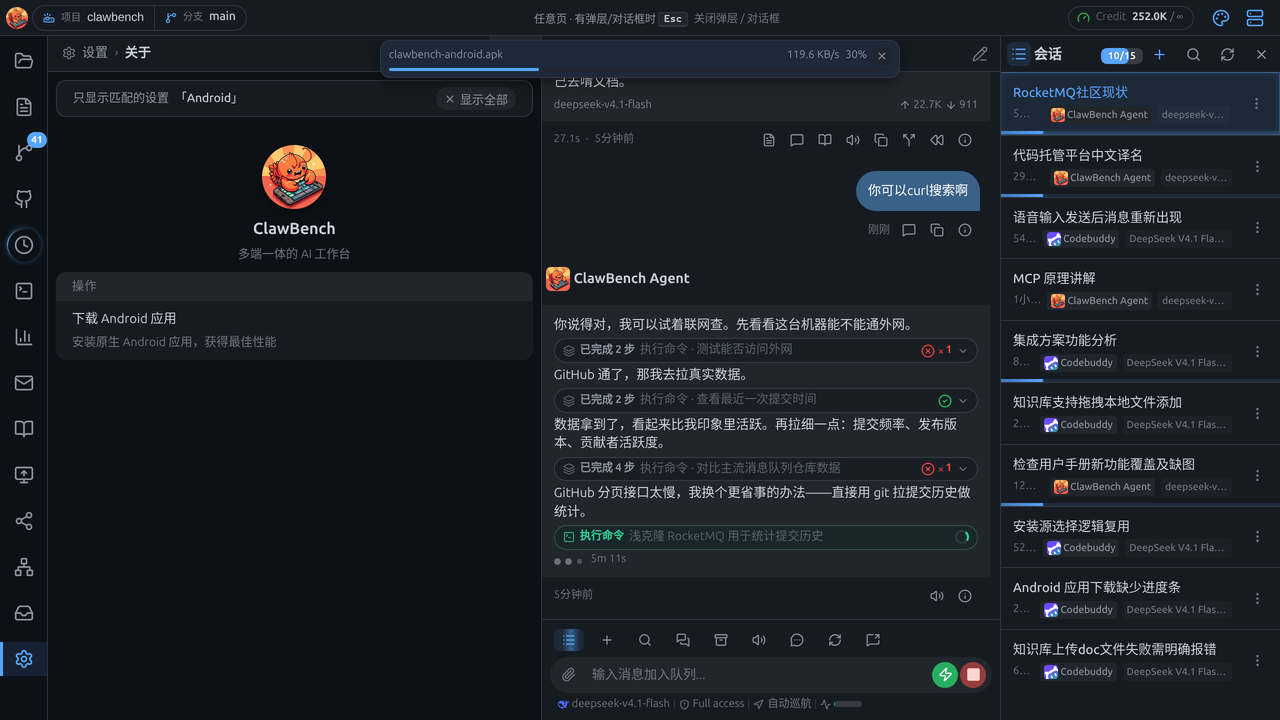 项目 clawbench 分支 main
任意页 · 有弹层/对话框时 Esc 关闭弹层 / 对话框
Credit 252.0K / ∞
设置 › 关于
clawbench-android.apk 119.6 KB/s 30%
只显示匹配的设置 「Android」 显示全部
ClawBench
多端一体的 AI 工作台
操作
下载 Android 应用
安装原生 Android 应用，获得最佳性能
41
deepseek-v4.1-flash 22.7K 911
27.1s · 5分钟前
你可以curl搜索啊
刚刚
ClawBench Agent
你说得对，我可以试着联网查。先看看这台机器能不能通外网。
已完成 2 步 执行命令 · 测试能否访问外网 × 1
GitHub 通了，那我去拉真实数据。
已完成 2 步 执行命令 · 查看最近一次提交时间
数据拿到了，看起来比我印象里活跃。再拉细一点：提交频率、发布版
本、贡献者活跃度。
已完成 4 步 执行命令 · 对比主流消息队列仓库数据 × 1
GitHub 分页接口太慢，我换个更省事的办法——直接用 git 拉提交历史做
统计。
执行命令 浅克隆 RocketMQ 用于统计提交历史
5m 11s
5分钟前
输入消息加入队列...
deepseek-v4.1-flash Full access 自动巡航
会话 10/15
RocketMQ社区现状
5... ClawBench Agent deepseek-v...
代码托管平台中文译名
29... ClawBench Agent deepseek-v...
语音输入发送后消息重新出现
54... Codebuddy DeepSeek V4.1 Fla...
MCP 原理讲解
1小... ClawBench Agent deepseek-v...
集成方案功能分析
8... Codebuddy DeepSeek V4.1 Flas...
知识库支持拖拽本地文件添加
2... Codebuddy DeepSeek V4.1 Flas...
检查用户手册新功能覆盖及缺图
12... ClawBench Agent deepseek-v...
安装源选择逻辑复用
52... Codebuddy DeepSeek V4.1 Fla...
Android 应用下载缺少进度条
2... Codebuddy DeepSeek V4.1 Flas...
知识库上传doc文件失败需明确报错
6... Codebuddy DeepSeek V4.1 Flas...